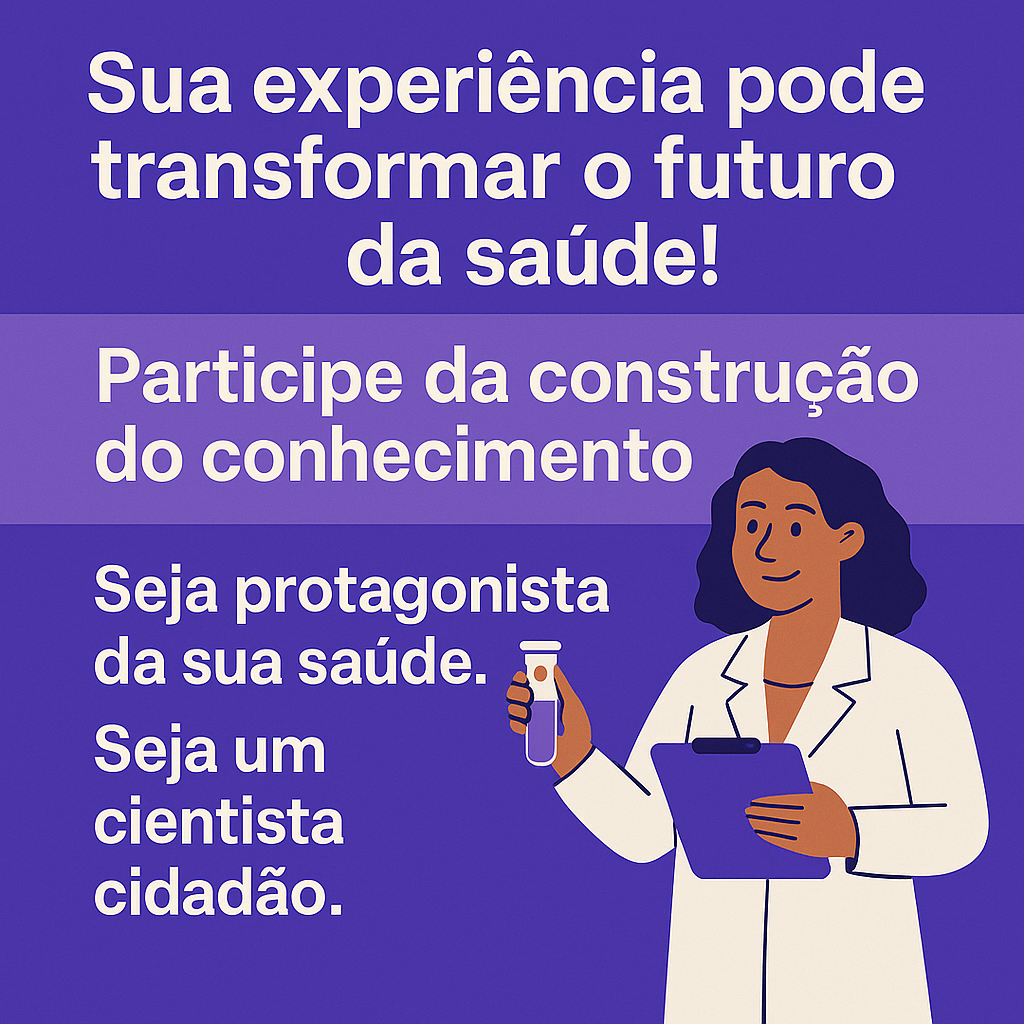 Sua experiência pode
transformar o futuro
da saúde!
Participe da construção
do conhecimento
Seja protagonista
da sua saúde.
Seja um
cientista
cidadão.